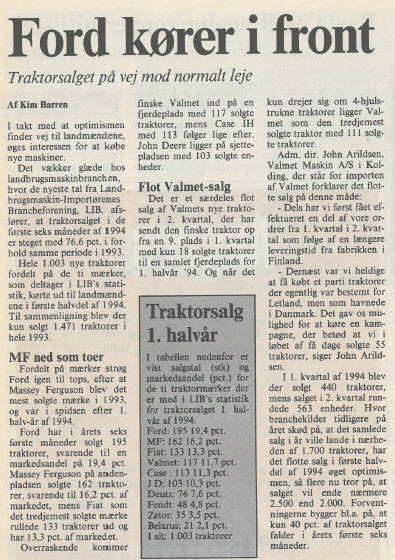 Ford kører i front
Traktorsalget på vej mod normalt leje
Af Kim Barren
I takt med at optimismen
finder vej til landmændene,
øges interessen for at købe
nye maskiner.
Det vækker glæde hos
landbrugsmaskinbranchen,
hvor de nyeste tal fra Land-
brugsmaskin-Importørenes
Brancheforening, LIB, afs-
lører, at traktorsalget i de
første seks måneder af 1994
er steget med 76,6 pct. i for-
hold samme periode i 1993.
Hele 1.003 nye traktorer
fordelt på de ti mærker,
som deltager i LIB's statis-
tik, kørte ud til landmænd-
ene i første halvdel af 1994.
Til sammenligning blev der
kun solgt 1.471 traktorer i
hele 1993.
MF ned som toer
Fordelt på mærker strøg
Ford igen til tops, efter at
Massey Ferguson blev det
mest solgte mærke i 1993,
og var i spidsen efter 1.
halv-år af 1994.
Ford har i årets seks
første måneder solgt 195
traktorer, svarende til en
markedsandel på 19,4 pct.
Massey Ferguson på anden-
pladsen solgte 162 trakto-
rer, svarende til 16,2 pct. af
markedet, mens Fiat som
det tredjemest solgte mærke
rullede 133 traktorer ud og
har 13,3 pct. af markedet.
Overraskende kommer
finske Valmet ind på en
fjerdeplads med 117 solgte
traktorer, mens Case IH
med 113 følger lige efter.
John Deere ligger på sjette-
pladsen med 103 solgte en-
heder.
Flot Valmet-salg
Det er et særdeles flot
salg af Valmets nye trakto-
rer i 2. kvartal, der har
sendt den finske traktor op
fra en 9. plads i 1. kvartal
med kun 18 solgte traktorer
til en samlet fjerdeplads for
1. halvår '94. Og når det
Traktorsalg
1. halvår
I tabellen nedenfor er
vist salgstal (stk) og
markedsandel (pct.) for
de ti traktormærker der
er med i LIB's statistik
for traktorsalget 1. hal-
vår af 1994:
Ford: 195 19,4 pct.
MF: 162 16,2 pct.
Fiat: 133 13,3 pct.
Valmet: 117 11,7 pct.
Case : 113 11,3 pct.
J D: 103 10,3 pct.
Deutz: 76 7,6 pct.
Fendt: 48 4,8 pct.
Zetor: 35 3,5 pct.
Belarus: 21 2,1 pct.
I alt: 1.003 traktorer.
kun drejer sig om 4-hjuls-
trukne traktorer ligger Val-
met som den tredjemest
solgte traktor med 111 solg-
te traktorer.
Adm. dir. John Arildsen,
Valmet Maskin A/S i Kold-
ing, der står for importen
af Valmet forklarer det flot-
te salg på denne måde:
- Dels har vi først fået ef-
fektueret en del af vore ord-
rer fra 1. kvartal i 2. kvar-
tal som følge af en længere
leveringstid fra fabrikken i
Finland.
- Dernæst var vi heldige
at få købt et parti traktorer
der egentlig var bestemt for
Letland, men som havnede
i Danmark. Det gav os mu-
lighed for at køre en kam-
pagne, der betød at vi i
løbet af få dage solgte 55
traktorer, siger John Arild-
sen.
I 1. kvartal af 1994 blev
der solgt 440 traktorer,
mens salget i 2. kvartal run-
dede 563 enheder. Hvor
branchekilder tidligere på
året skød på, at det samlede
salg i år ville lande i nærhe-
den af 1.700 traktorer, har
det flotte salg i første halv-
del af 1994 øget optimis-
men, så flere nu tror på, at
salget vil ende nærmere
2.500 end 2.000. Forvent-
ningerne bygger bl.a. på, at
kun 40 pct. af traktorsalget
falder i årets første seks
måneder.